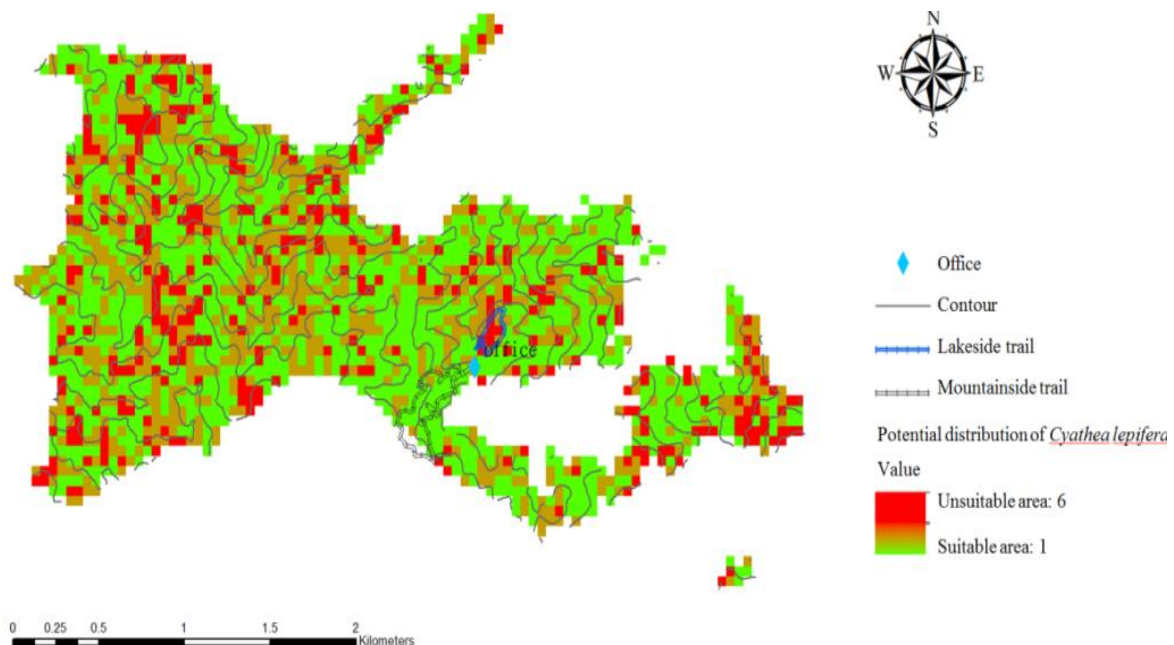 N
W E
S
Office
Contour
Lakeside trail
office
Mountainside trail
Potential distribution of Cyathea lepifera
Value
Unsuitable area: 6
Suitable area: 1
0 0.25 0.5 1 1.5 2
Kilometers